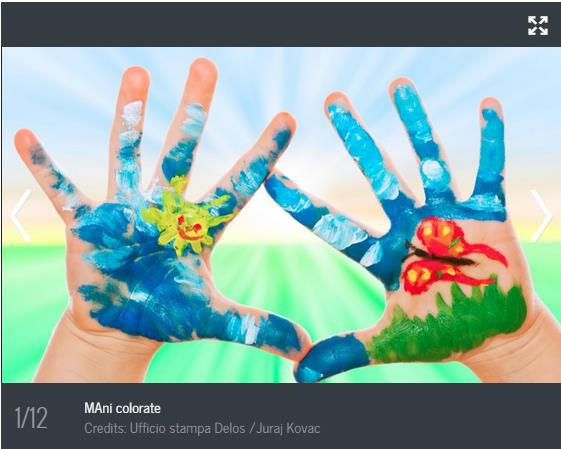 1/12
MAni colorate
Credits: Ufficio stampa Delos /Juraj Kovac